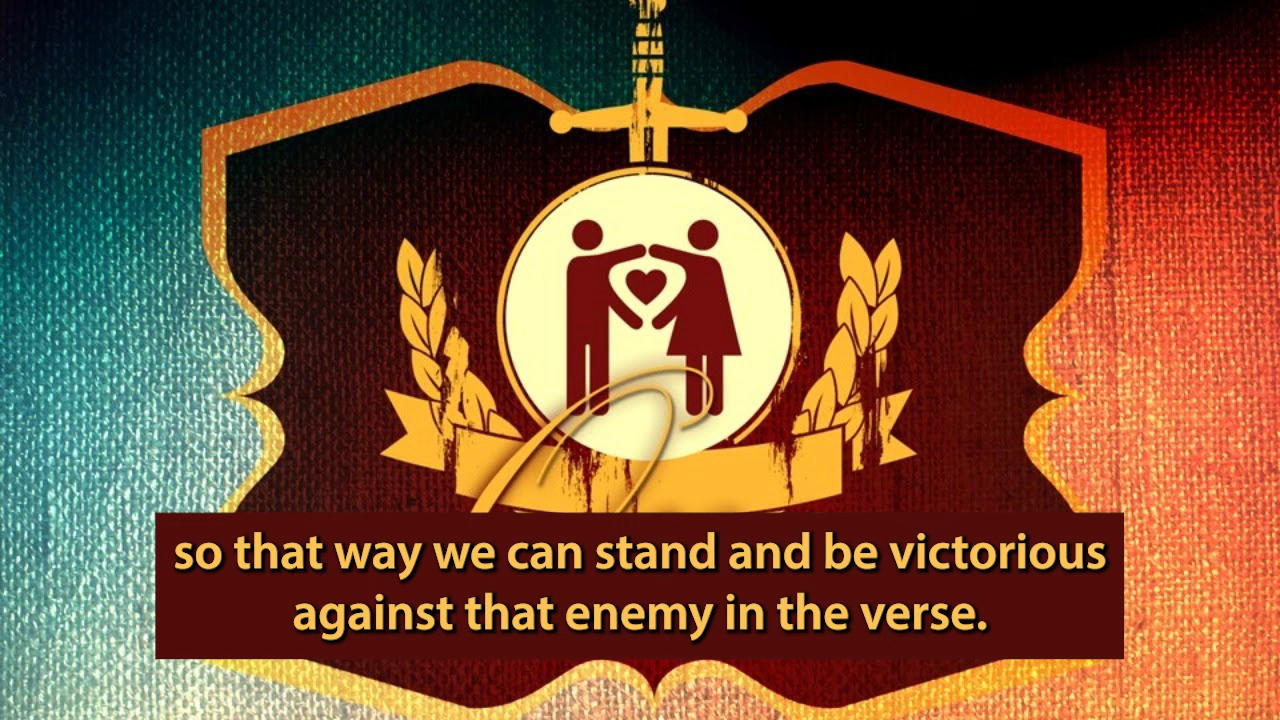 so that way we can stand and be victorious
against that enemy in the verse.